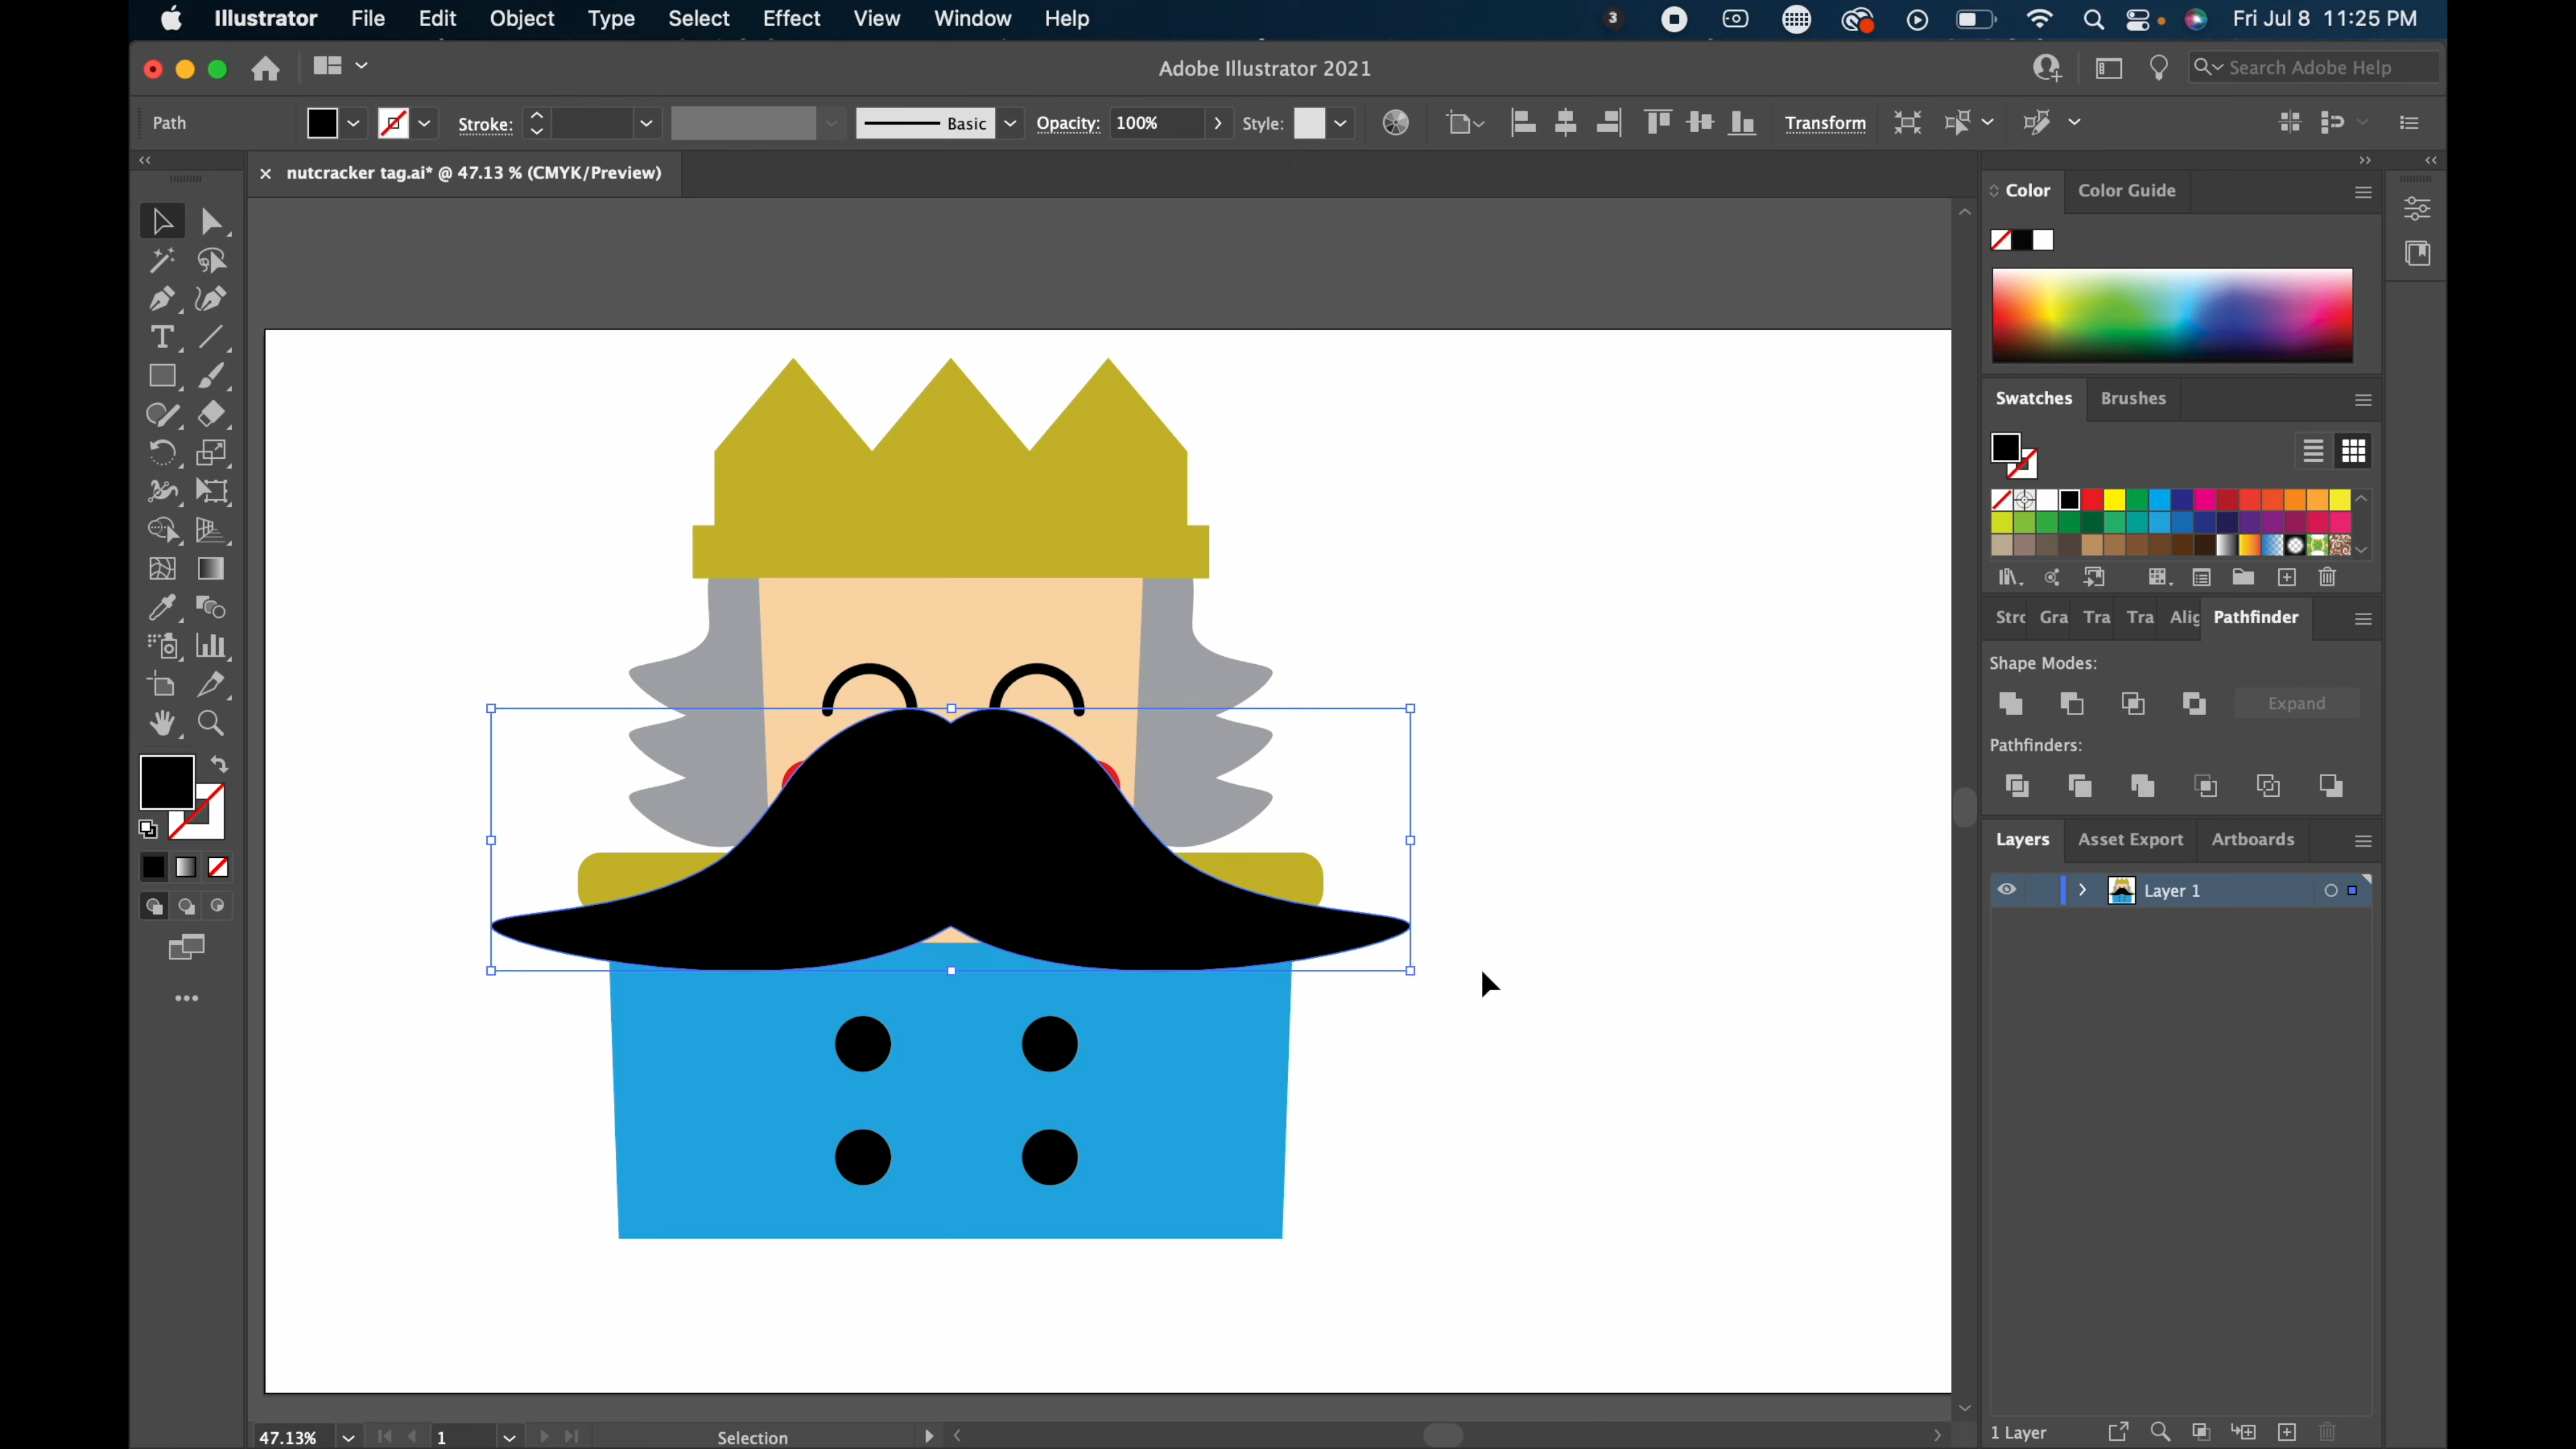 Illustrator File Edit Object Type Select Effect View Window Help 3 Fri Jul 8 11:25 PM
Adobe Illustrator 2021 Search Adobe Help
Path Stroke: Basic Opacity: 100% Style: Transform
× nutcracker tag.ai* @ 47.13 % (CMYK/Preview)
Color Color Guide
Swatches Brushes
Strc Gra Tra Tra Alig Pathfinder
Shape Modes:
Expand
Pathfinders:
Layers Asset Export Artboards
Layer 1
47.13% 1 Selection 1 Layer